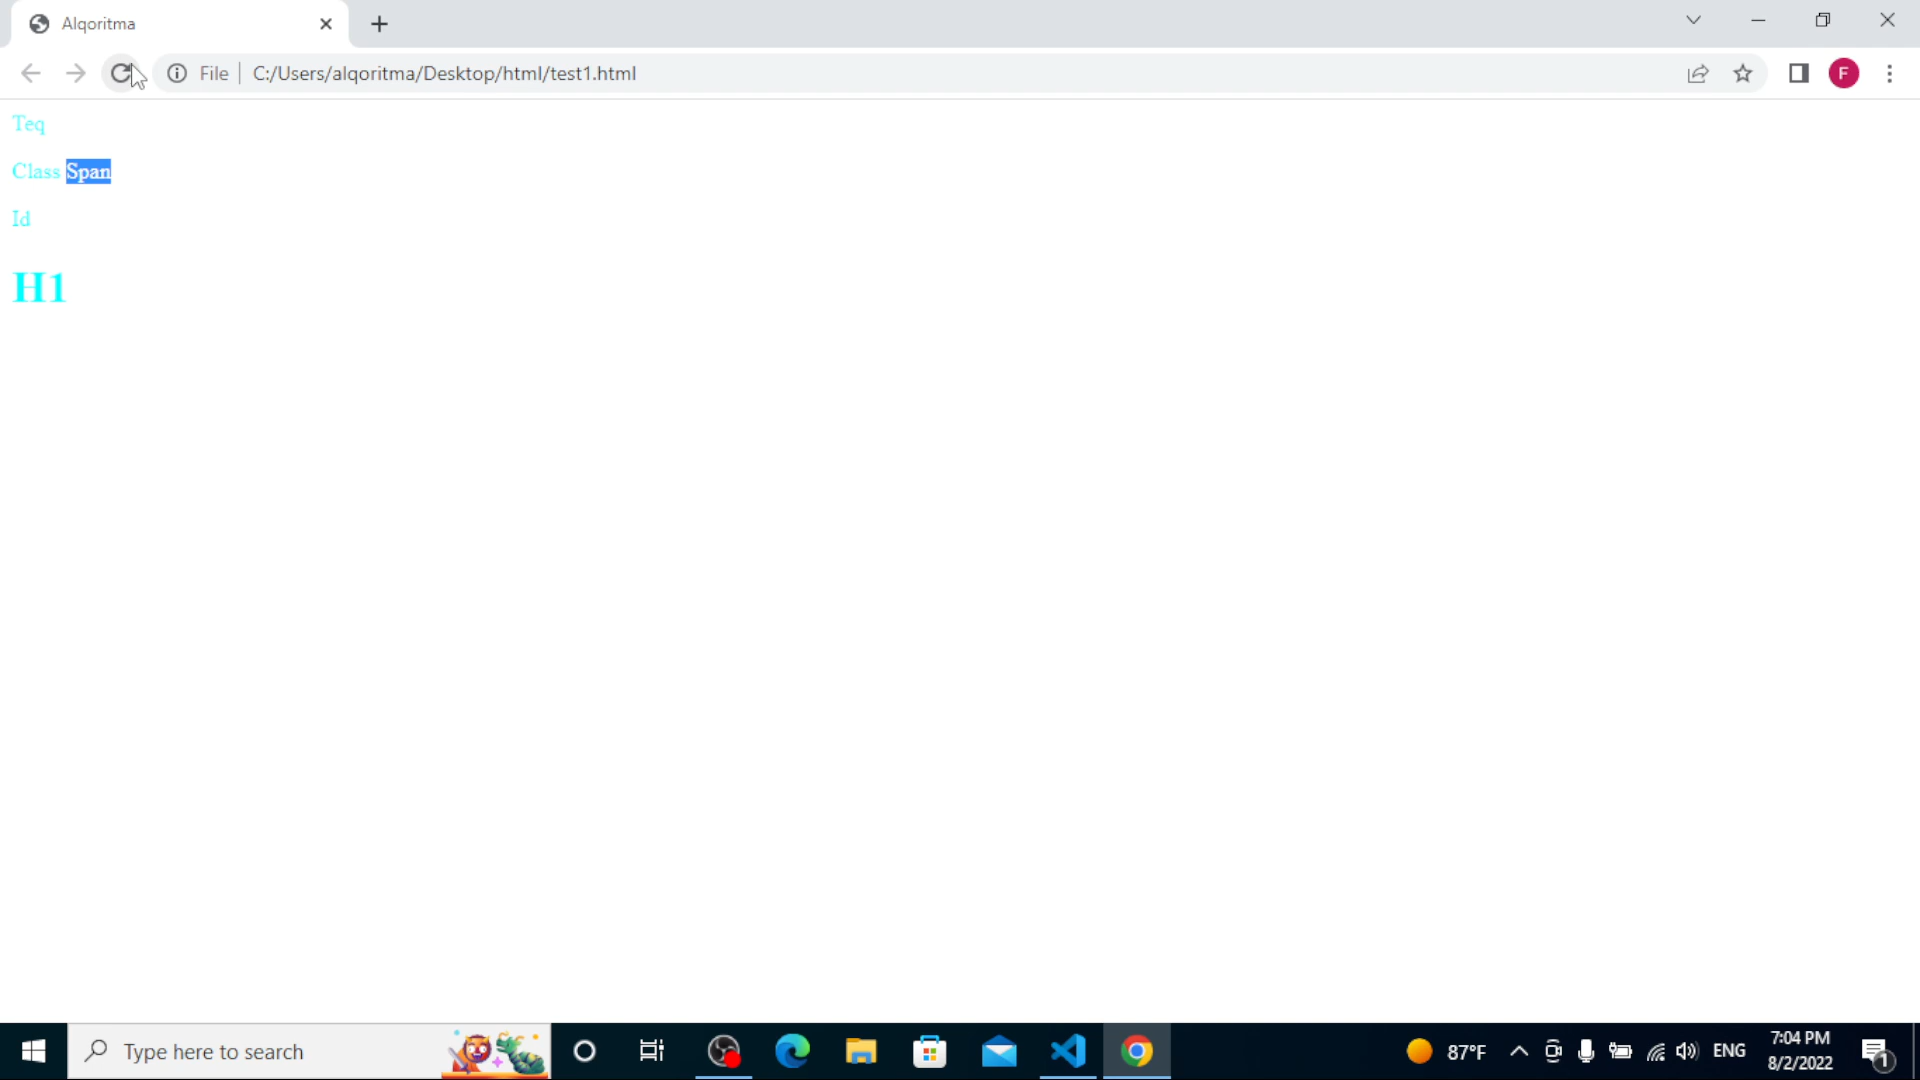 Alqoritma
File C:/Users/alqoritma/Desktop/html/test1.html
F
Teq
Class Span
Id
H1
Type here to search
87°F
ENG
7:04 PM
8/2/2022
1